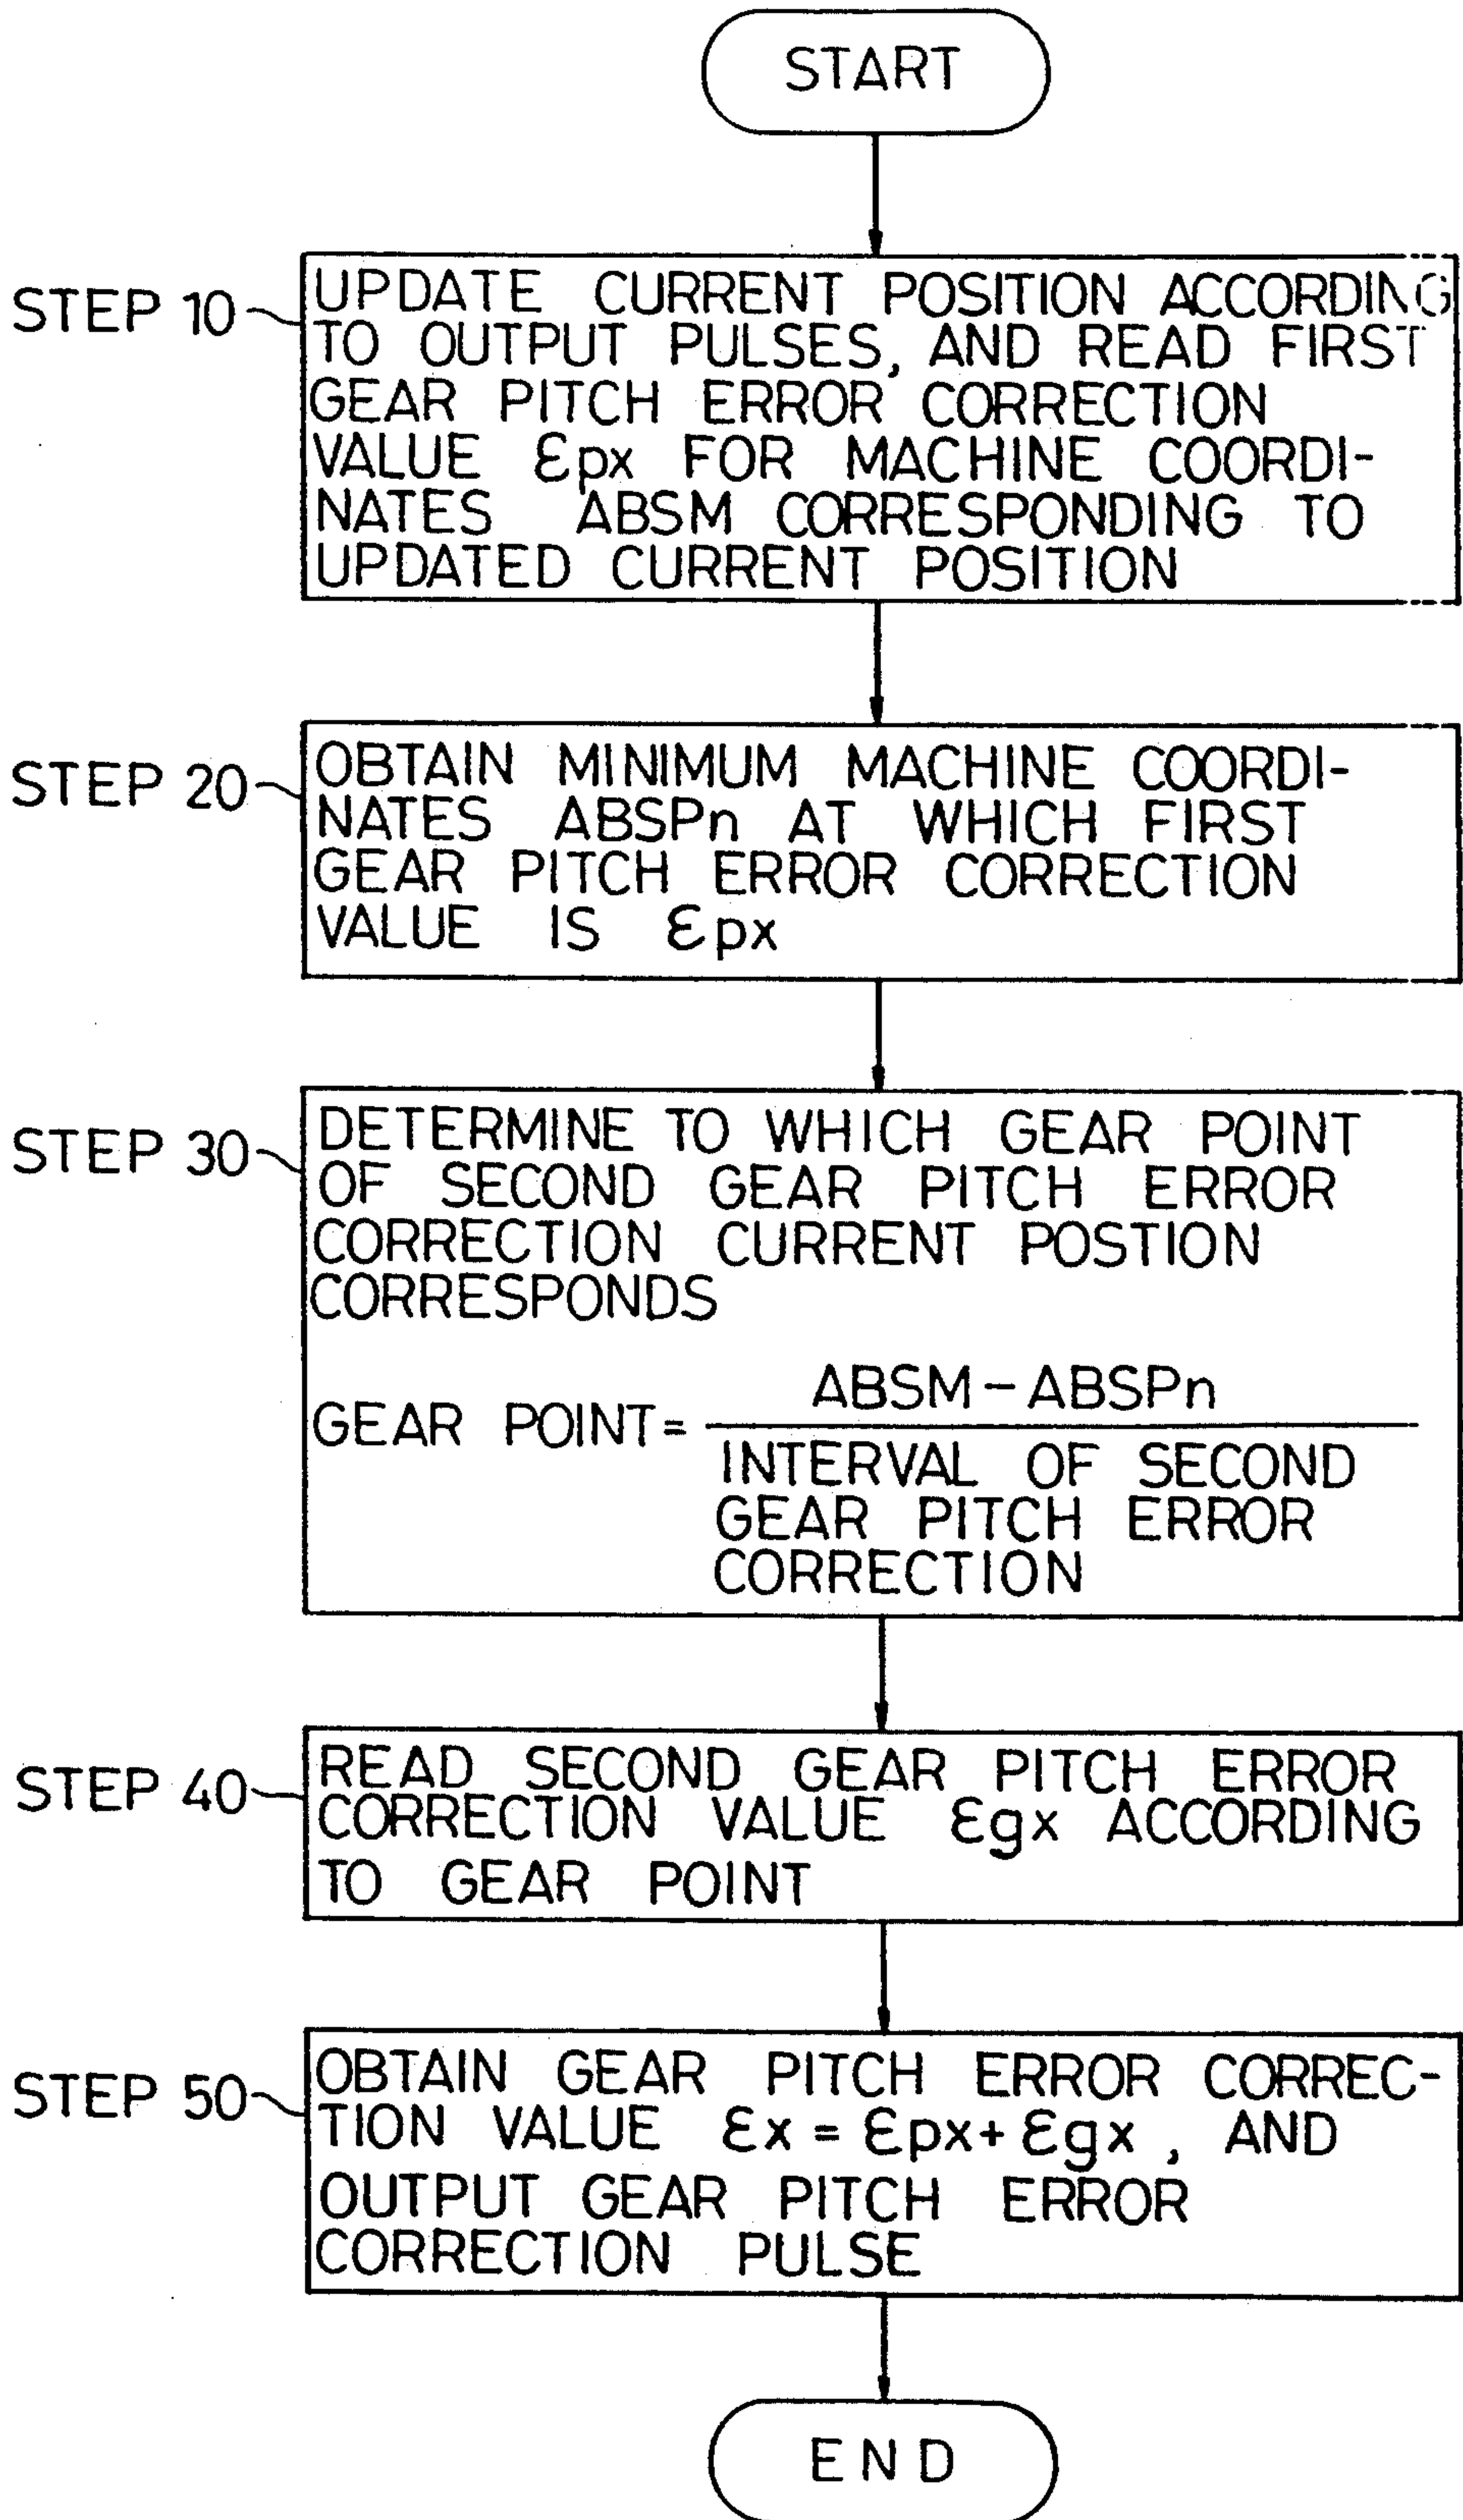 START
STEP 10
UPDATE CURRENT POSITION ACCORDING
TO OUTPUT PULSES, AND READ FIRST
GEAR PITCH ERROR CORRECTION
VALUE εpx FOR MACHINE COORDI-
NATES ABSM CORRESPONDING TO
UPDATED CURRENT POSITION
STEP 20
OBTAIN MINIMUM MACHINE COORDI-
NATES ABSPn AT WHICH FIRST
GEAR PITCH ERROR CORRECTION
VALUE IS εpx
STEP 30
DETERMINE TO WHICH GEAR POINT
OF SECOND GEAR PITCH ERROR
CORRECTION CURRENT POSTION
CORRESPONDS
ABSM-ABSPn
GEAR POINT=
INTERVAL OF SECOND
GEAR PITCH ERROR
CORRECTION
STEP 40
READ SECOND GEAR PITCH ERROR
CORRECTION VALUE εgx ACCORDING
TO GEAR POINT
STEP 50
OBTAIN GEAR PITCH ERROR CORREC-
TION VALUE εx = εpx+εgx, AND
OUTPUT GEAR PITCH ERROR
CORRECTION PULSE
END